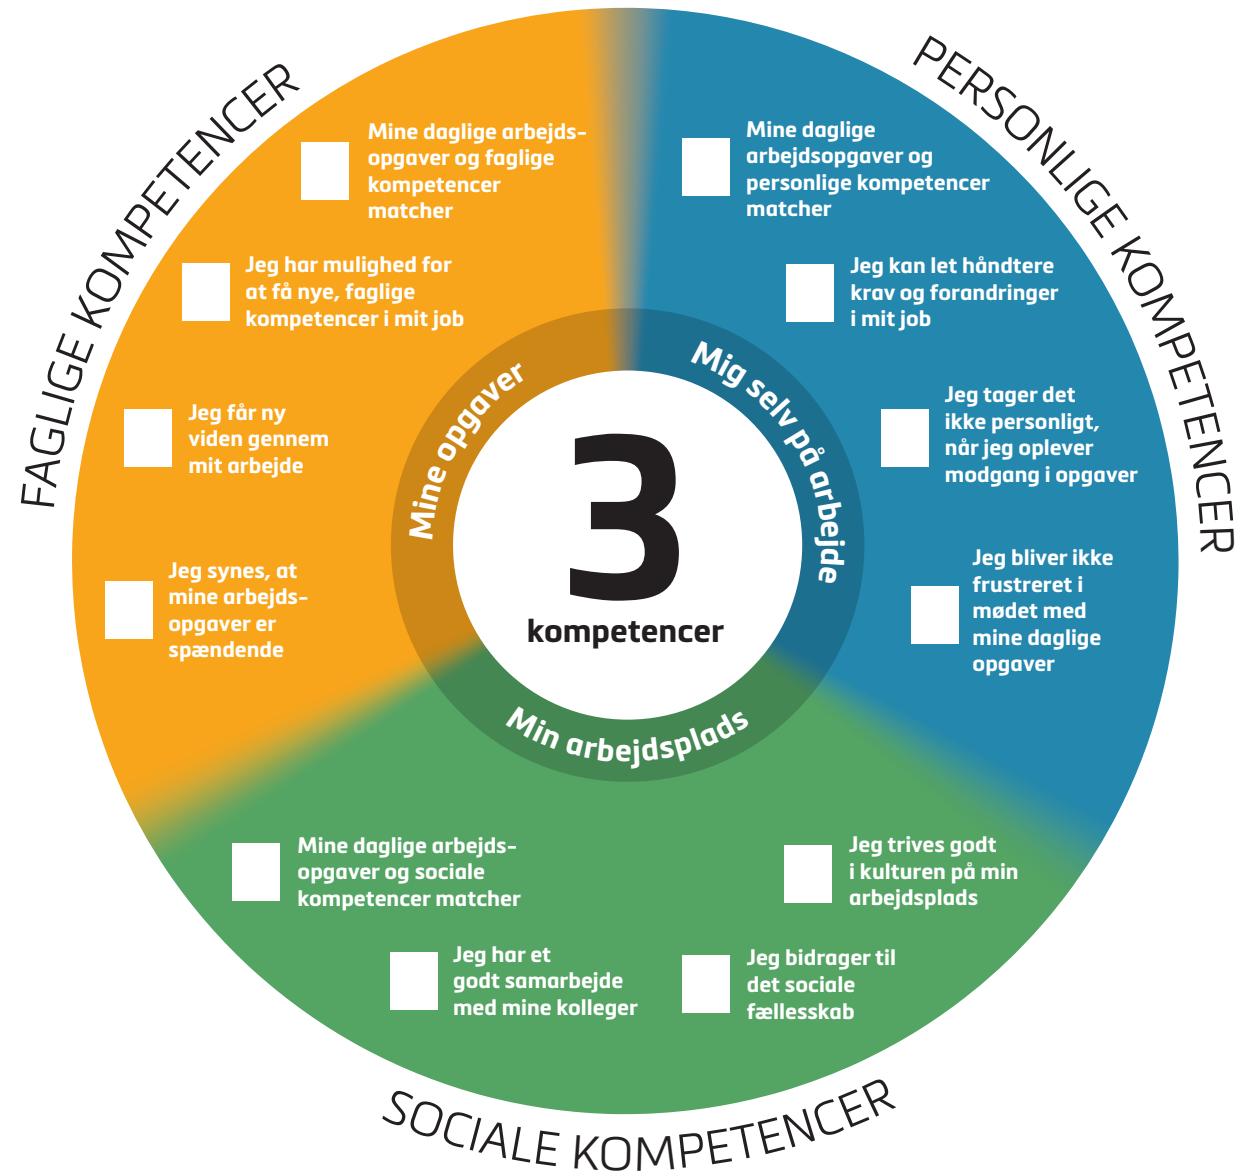 FAGLIGE KOMPETENCER
Mine daglige arbejds-
opgaver og faglige
kompetencer
matcher
Jeg har mulighed for
at få nye, faglige
kompetencer i mit job
Jeg får ny
viden gennem
mit arbejde
Jeg synes, at
mine arbejds-
opgaver er
spændende
PERSONLIGE KOMPETENCER
Mine daglige
arbejdsopgaver og
personlige kompetencer
matcher
Jeg kan let håndtere
krav og forandringer
i mit job
Jeg tager det
ikke personligt,
når jeg oplever
modgang i opgaver
Jeg bliver ikke
frustreret i
mødet med
mine daglige
opgaver
Mine opgaver
Mig selv på arbejde
3
kompetencer
Min arbejdsplads
Mine daglige arbejds-
opgaver og sociale
kompetencer matcher
Jeg har et
godt samarbejde
med mine kolleger
Jeg bidrager til
det sociale
fællesskab
Jeg trives godt
i kulturen på min
arbejdsplads
SOCIALE KOMPETENCER